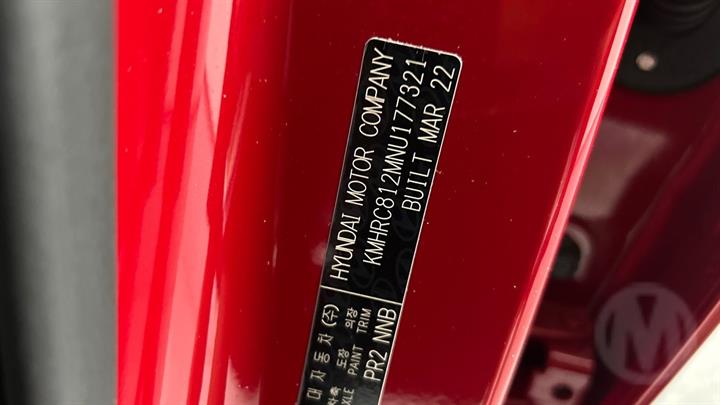 대자동차(주) HYUNDAI MOTOR COMPANY
KMHRC812MNU177321
BUILT MAR 22
도장 외장
PAINT TRIM
PR2 NNB
M